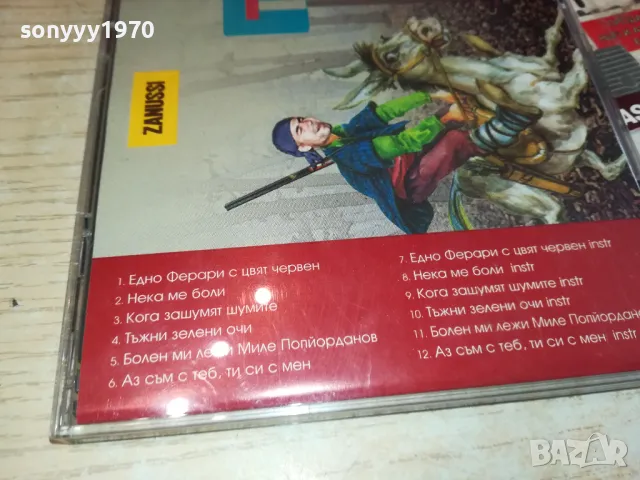 sonyyy1970
ZANUSSI
1. Едно Ферари с цвят червен
2. Нека ме боли
3. Кога зашумят шумите
4. Тъжни зелени очи
5. Болен ми лежи Миле Попйорданов
6. Аз съм с теб, ти си с мен
7. Едно Ферари с цвят червен instr
8. Нека ме боли instr
9. Кога зашумят шумите instr
10. Тъжни зелени очи instr
11. Болен ми лежи Миле Попйорданов
12. Аз съм с теб, ти си с мен instr
AS
BAZAR